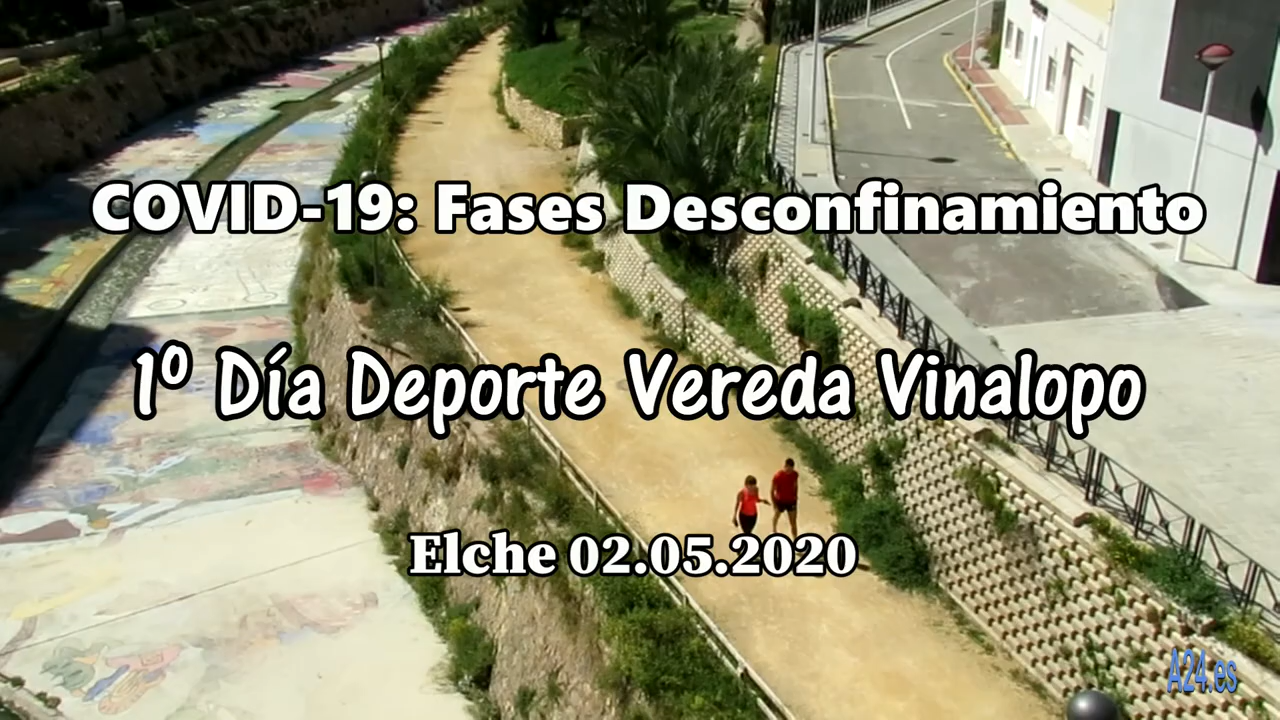 COVID-19: Fases Desconfinamiento
1º Día Deporte Vereda Vinalopo
Elche 02.05.2020
A24.es